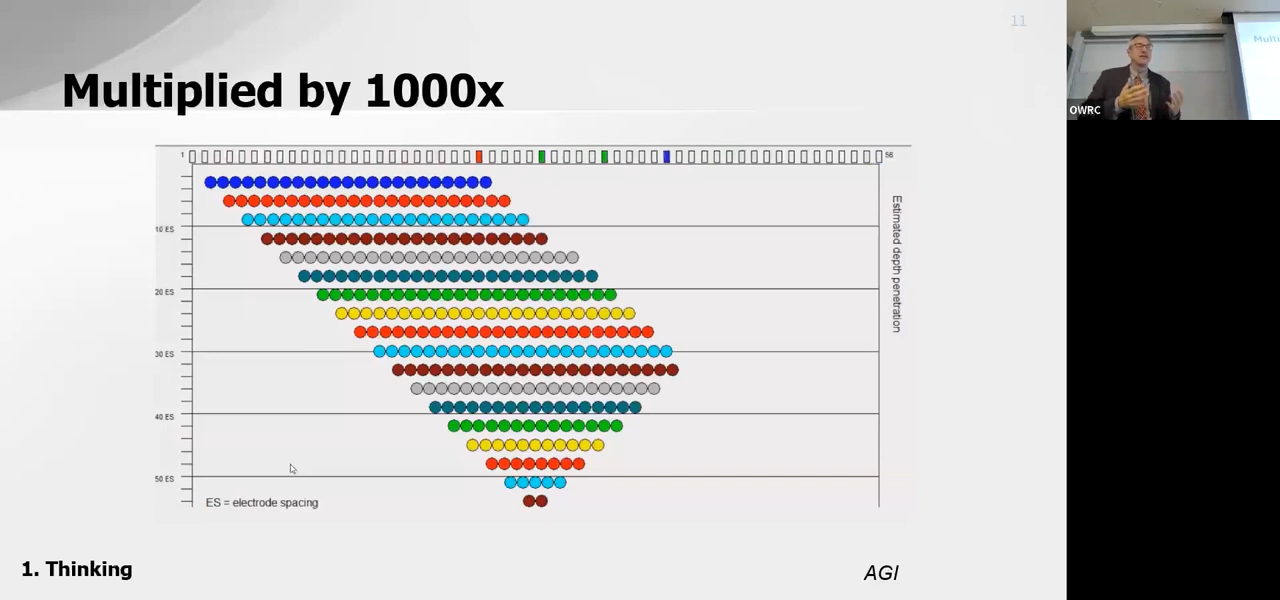 11
Multiplied by 1000x
1
56
10 ES
20 ES
30 ES
40 ES
50 ES
Estimated depth penetration
ES = electrode spacing
1. Thinking
AGI
OWRC
Multi